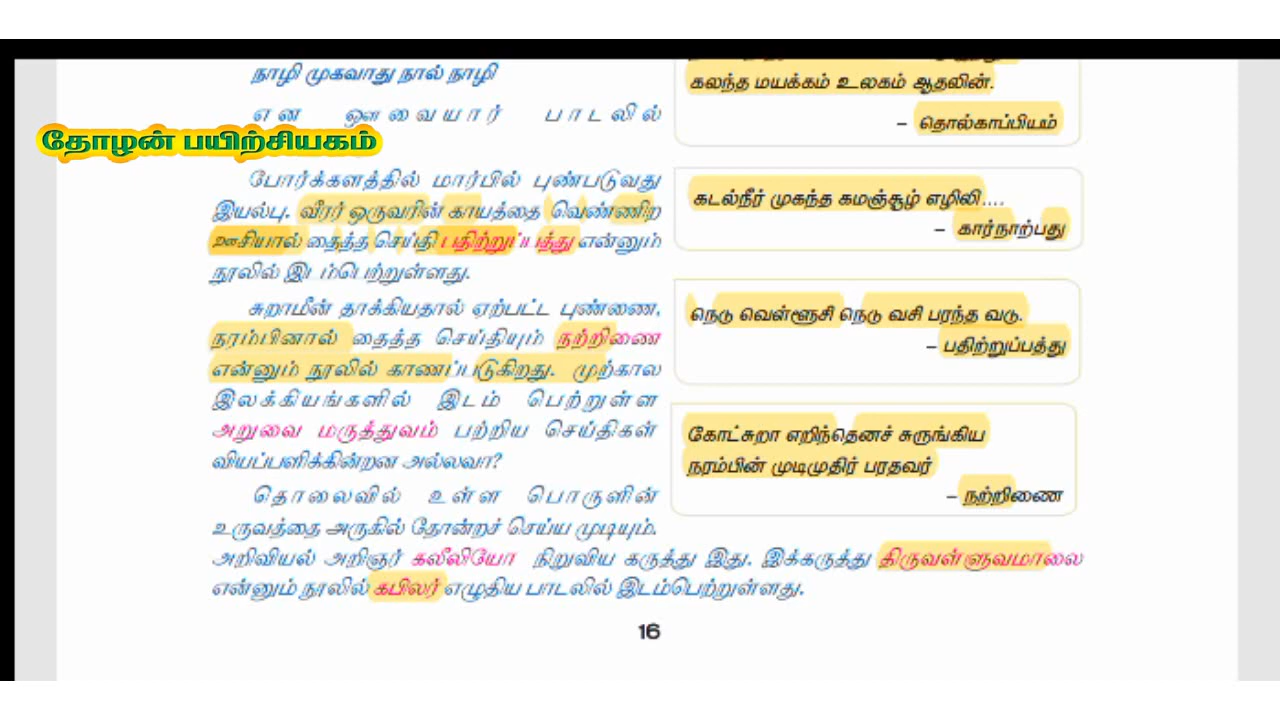 நாழி முகவாது நால் நாழி
என ஔவையார் பாடலில்
தோழன் பயிற்சியகம்
போர்க்களத்தில் மார்பில் புண்படுவது
இயல்பு. வீரர் ஒருவரின் காயத்தை வெண்ணிற
ஊசியால் தைத்த செய்தி பதிற்றுப்பத்து என்னும்
நூலில் இடம்பெற்றுள்ளது.
சுறாமீன் தாக்கியதால் ஏற்பட்ட புண்ணை,
நரம்பினால் தைத்த செய்தியும் நற்றிணை
என்னும் நூலில் காணப்படுகிறது. முற்கால
இலக்கியங்களில் இடம் பெற்றுள்ள
அறுவை மருத்துவம் பற்றிய செய்திகள்
வியப்பளிக்கின்றன அல்லவா?
தொலைவில் உள்ள பொருளின்
உருவத்தை அருகில் தோன்றச் செய்ய முடியும்.
அறிவியல் அறிஞர் கலீலியோ நிறுவிய கருத்து இது. இக்கருத்து திருவள்ளுவமாலை
என்னும் நூலில் கபிலர் எழுதிய பாடலில் இடம்பெற்றுள்ளது.
கலந்த மயக்கம் உலகம் ஆதலின்.
– தொல்காப்பியம்
கடல்நீர் முகந்த கமஞ்சூழ் எழிலி....
– கார்நாற்பது
நெடு வெள்ளூசி நெடு வசி பரந்த வடு.
– பதிற்றுப்பத்து
கோட்சுறா எறிந்தெனச் சுருங்கிய
நரம்பின் முடிமுதிர் பரதவர்
– நற்றிணை
16